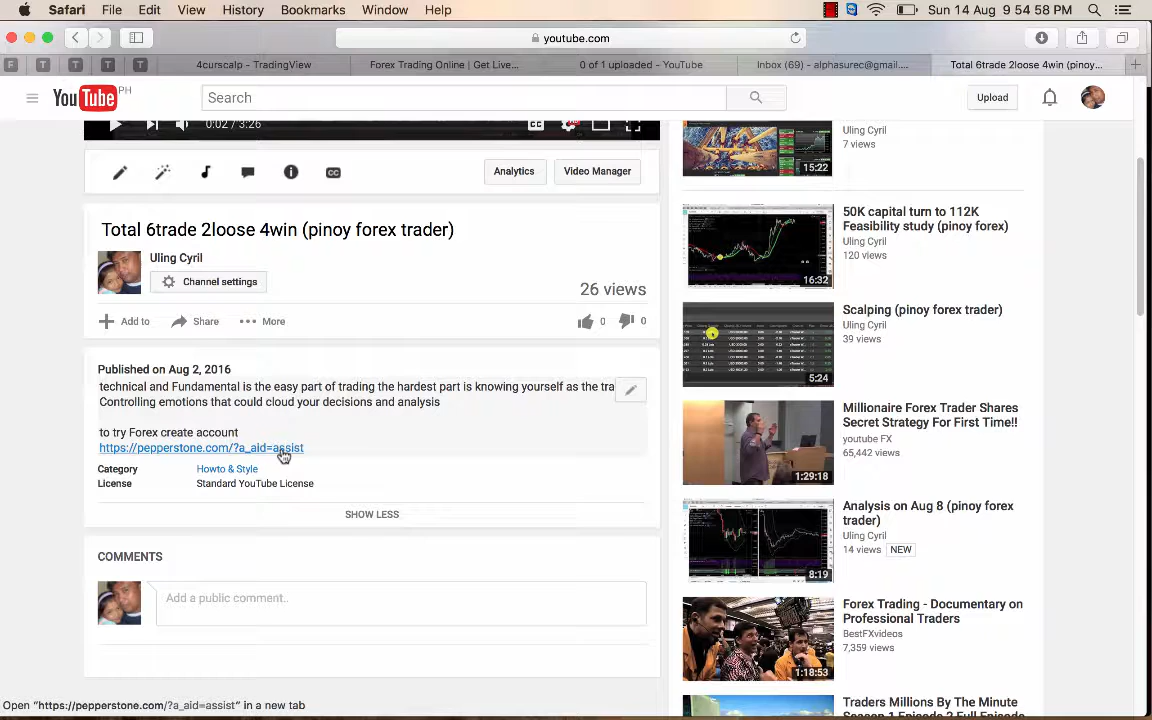 Safari File Edit View History Bookmarks Window Help
Sun 14 Aug 9 54 58 PM
youtube.com
F T T T T
4curscalp - TradingView
Forex Trading Online | Get Live...
0 of 1 uploaded - YouTube
Inbox (69) - alphasurec@gmail....
Total 6trade 2loose 4win (pinoy...
YouTube PH
Search
Upload
0:02 / 3:26
CC
CC
Analytics
Video Manager
Total 6trade 2loose 4win (pinoy forex trader)
Uling Cyril
Channel settings
26 views
Add to
Share
More
0
0
Published on Aug 2, 2016
technical and Fundamental is the easy part of trading the hardest part is knowing yourself as the tra
Controlling emotions that could cloud your decisions and analysis
to try Forex create account
https://pepperstone.com/?a_aid=assist
Category Howto & Style
License Standard YouTube License
SHOW LESS
COMMENTS
Add a public comment..
Uling Cyril
7 views
15:22
50K capital turn to 112K
Feasibility study (pinoy forex)
Uling Cyril
120 views
16:32
Scalping (pinoy forex trader)
Uling Cyril
39 views
5:24
Millionaire Forex Trader Shares
Secret Strategy For First Time!!
youtube FX
65,442 views
1:29:18
Analysis on Aug 8 (pinoy forex
trader)
Uling Cyril
14 views NEW
8:19
Forex Trading - Documentary on
Professional Traders
BestFXvideos
7,359 views
1:18:53
Traders Millions By The Minute
Season 1 Episode 2 Full Episode
Open "https://pepperstone.com/?a_aid=assist" in a new tab